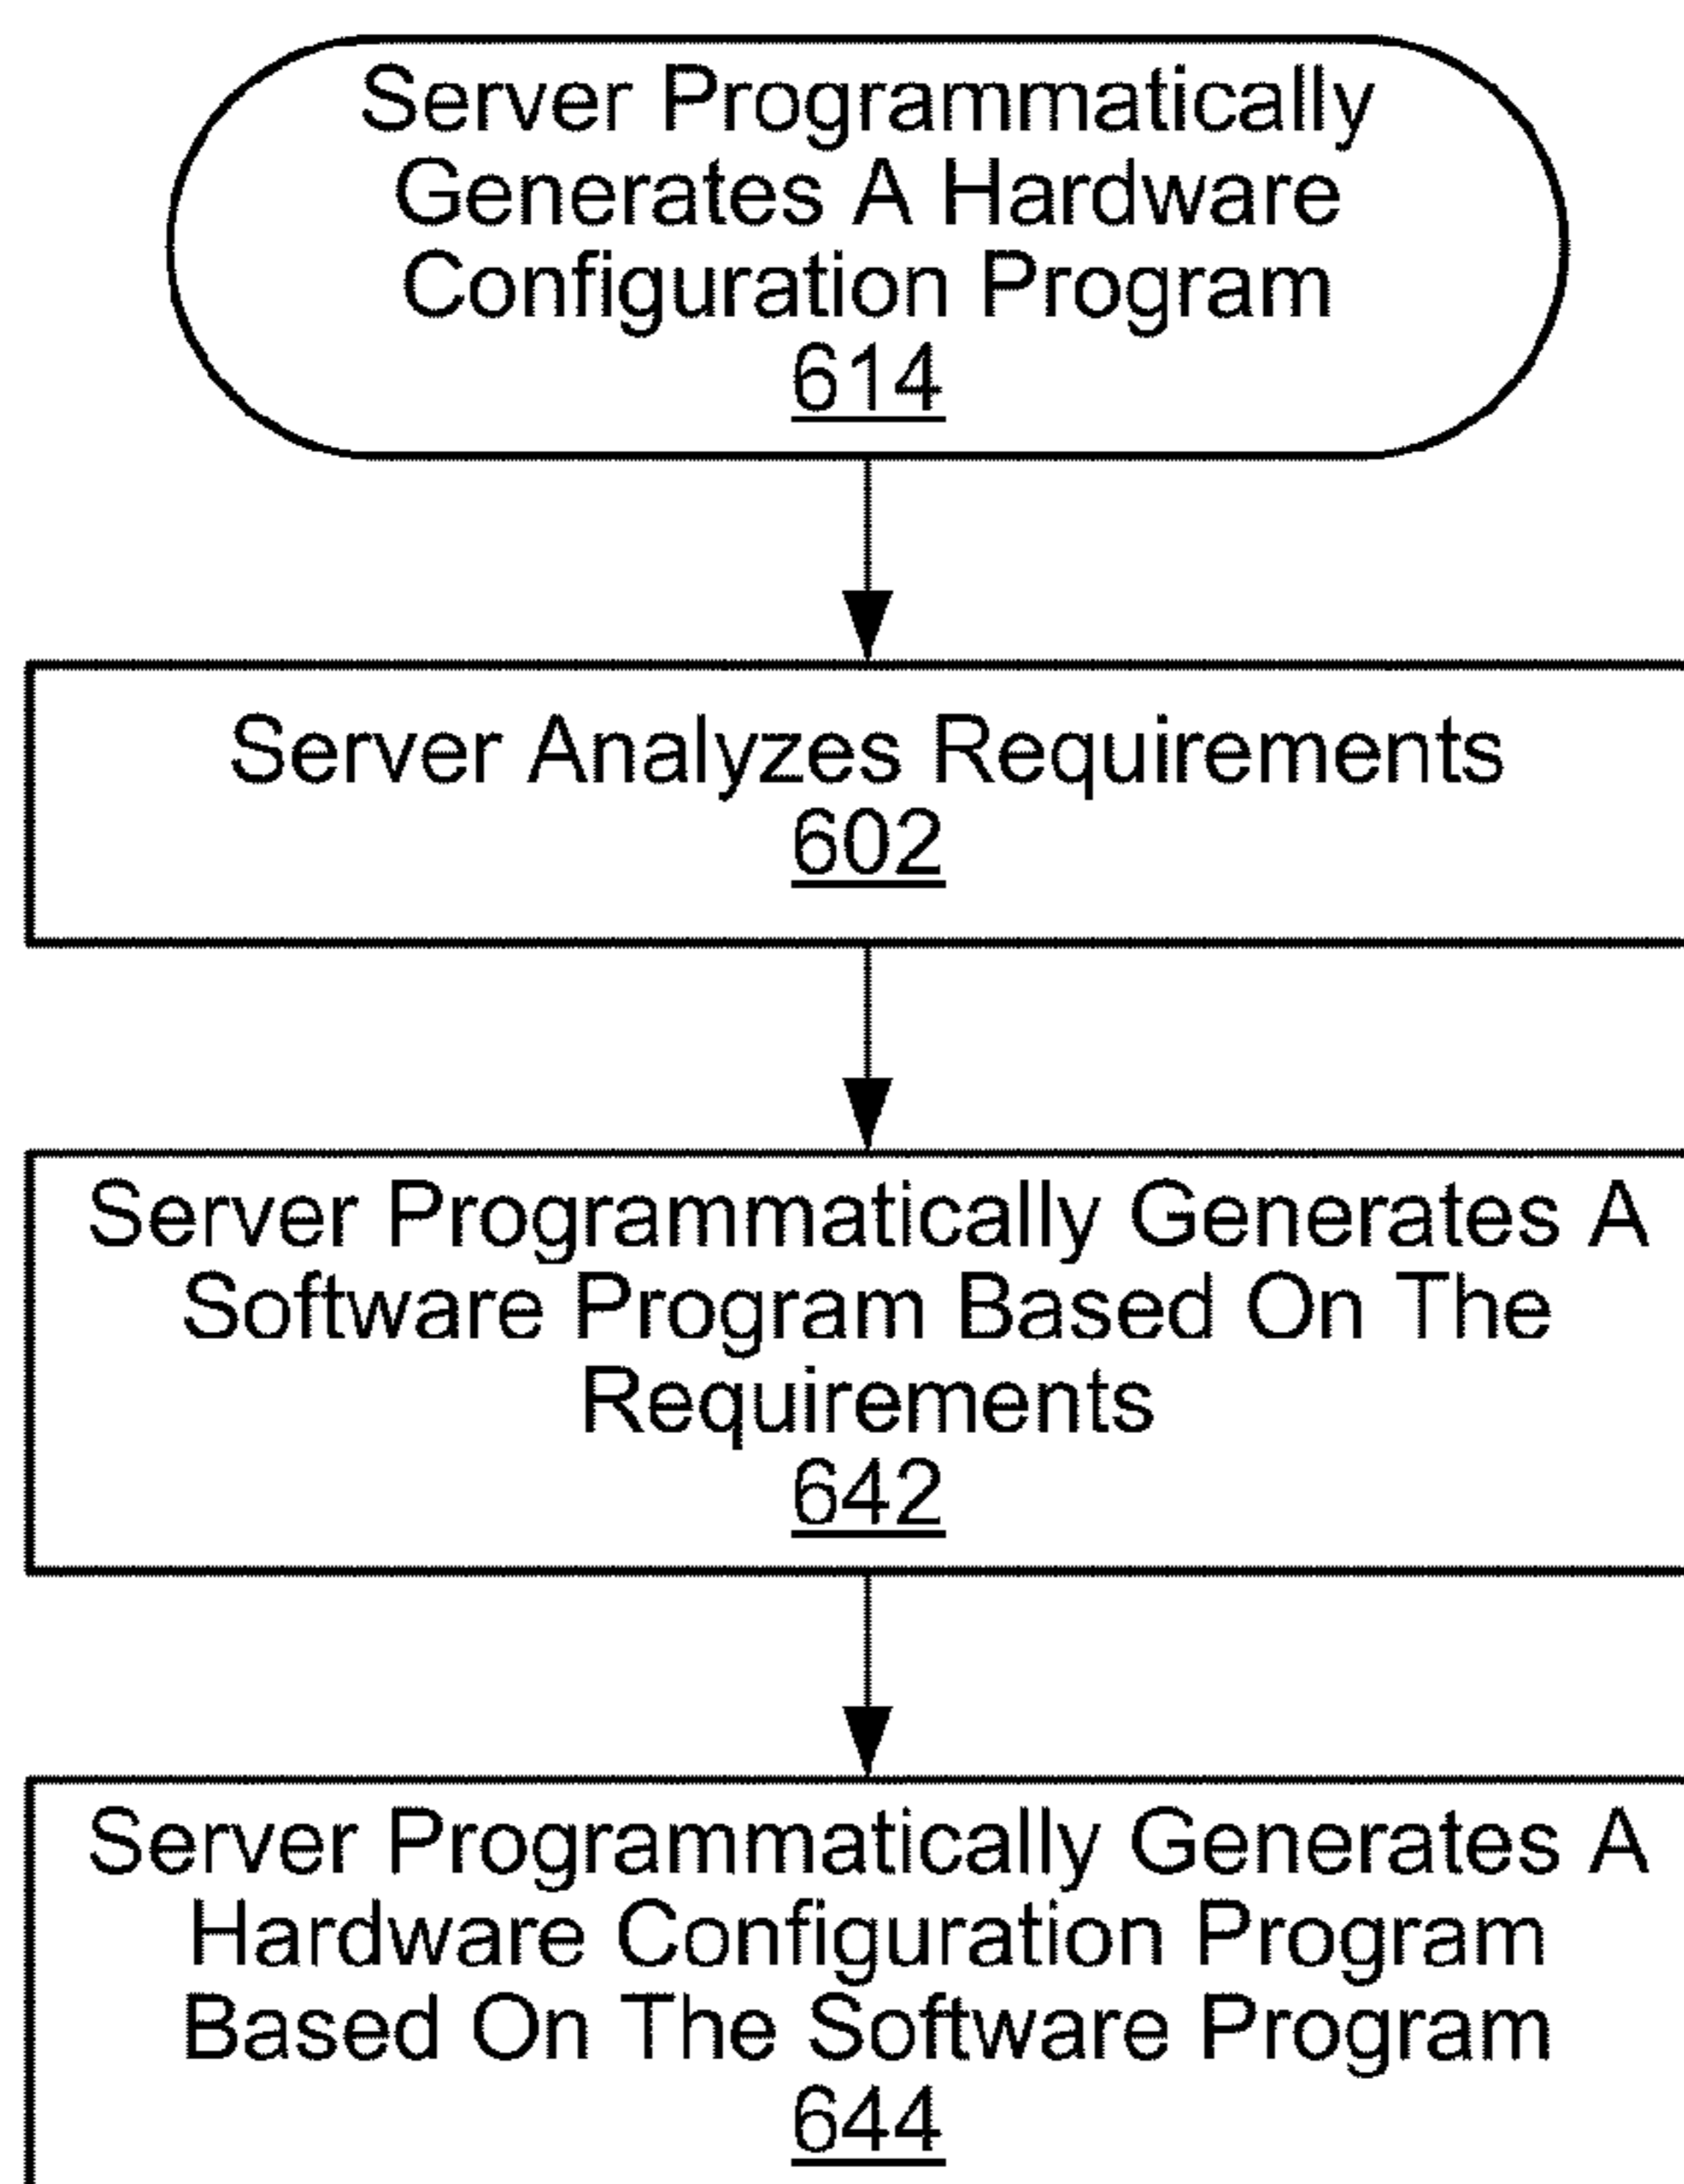 Server Programmatically
Generates A Hardware
Configuration Program
614
Server Analyzes Requirements
602
Server Programmatically Generates A
Software Program Based On The
Requirements
642
Server Programmatically Generates A
Hardware Configuration Program
Based On The Software Program
644